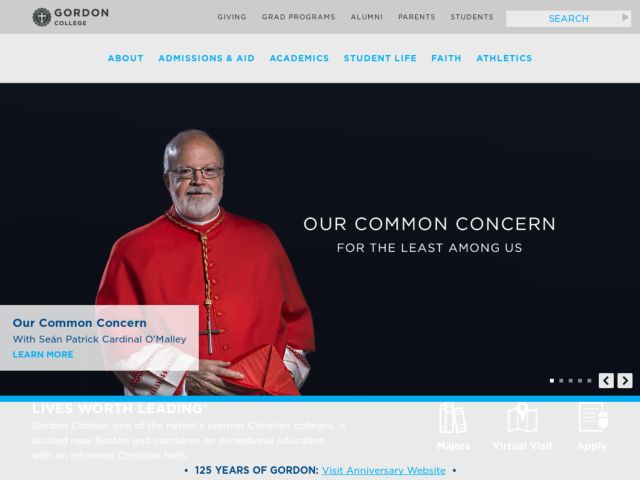 GORDON
COLLEGE
GIVING GRAD PROGRAMS ALUMNI PARENTS STUDENTS SEARCH
ABOUT ADMISSIONS & AID ACADEMICS STUDENT LIFE FAITH ATHLETICS
OUR COMMON CONCERN
FOR THE LEAST AMONG US
Our Common Concern
With Seán Patrick Cardinal O'Malley
LEARN MORE
LIVES WORTH LEADING®
Gordon College, one of the nation's premier Christian colleges, is
located near Boston and combines an exceptional education
with an informed Christian faith.
Majors Virtual Visit Apply
• 125 YEARS OF GORDON: Visit Anniversary Website •